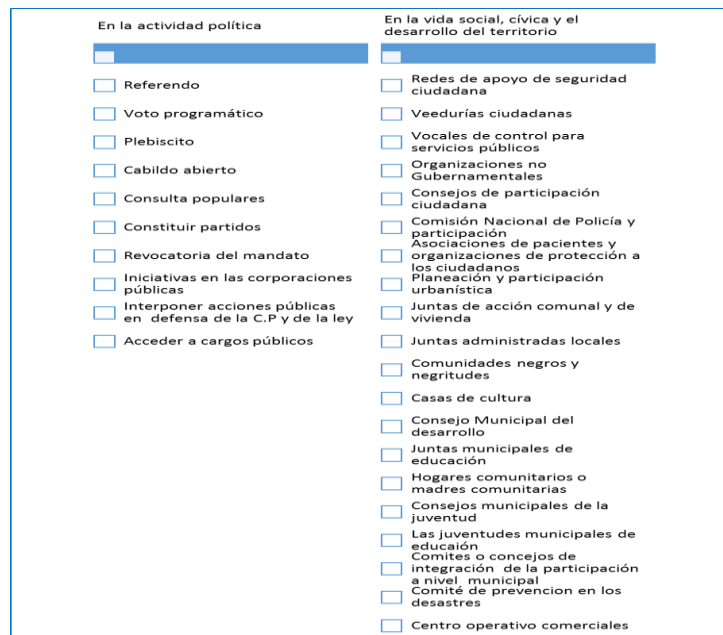 En la actividad política
Referendo
Voto programático
Plebiscito
Cabildo abierto
Consulta populares
Constituir partidos
Revocatoria del mandato
Iniciativas en las corporaciones
públicas
Interponer acciones públicas
en defensa de la C.P y de la ley
Acceder a cargos públicos
En la vida social, cívica y el
desarrollo del territorio
Redes de apoyo de seguridad
ciudadana
Veedurías ciudadanas
Vocales de control para
servicios públicos
Organizaciones no
Gubernamentales
Consejos de participación
ciudadana
Comisión Nacional de Policía y
participación
Asociaciones de pacientes y
organizaciones de protección a
los ciudadanos
Planeación y participación
urbanística
Juntas de acción comunal y de
vivienda
Juntas administradas locales
Comunidades negros y
negritudes
Casas de cultura
Consejo Municipal del
desarrollo
Juntas municipales de
educación
Hogares comunitarios o
madres comunitarias
Consejos municipales de la
juventud
Las juventudes municipales de
educaión
Comites o concejos de
integración de la participación
a nivel municipal
Comité de prevencion en los
desastres
Centro operativo comerciales